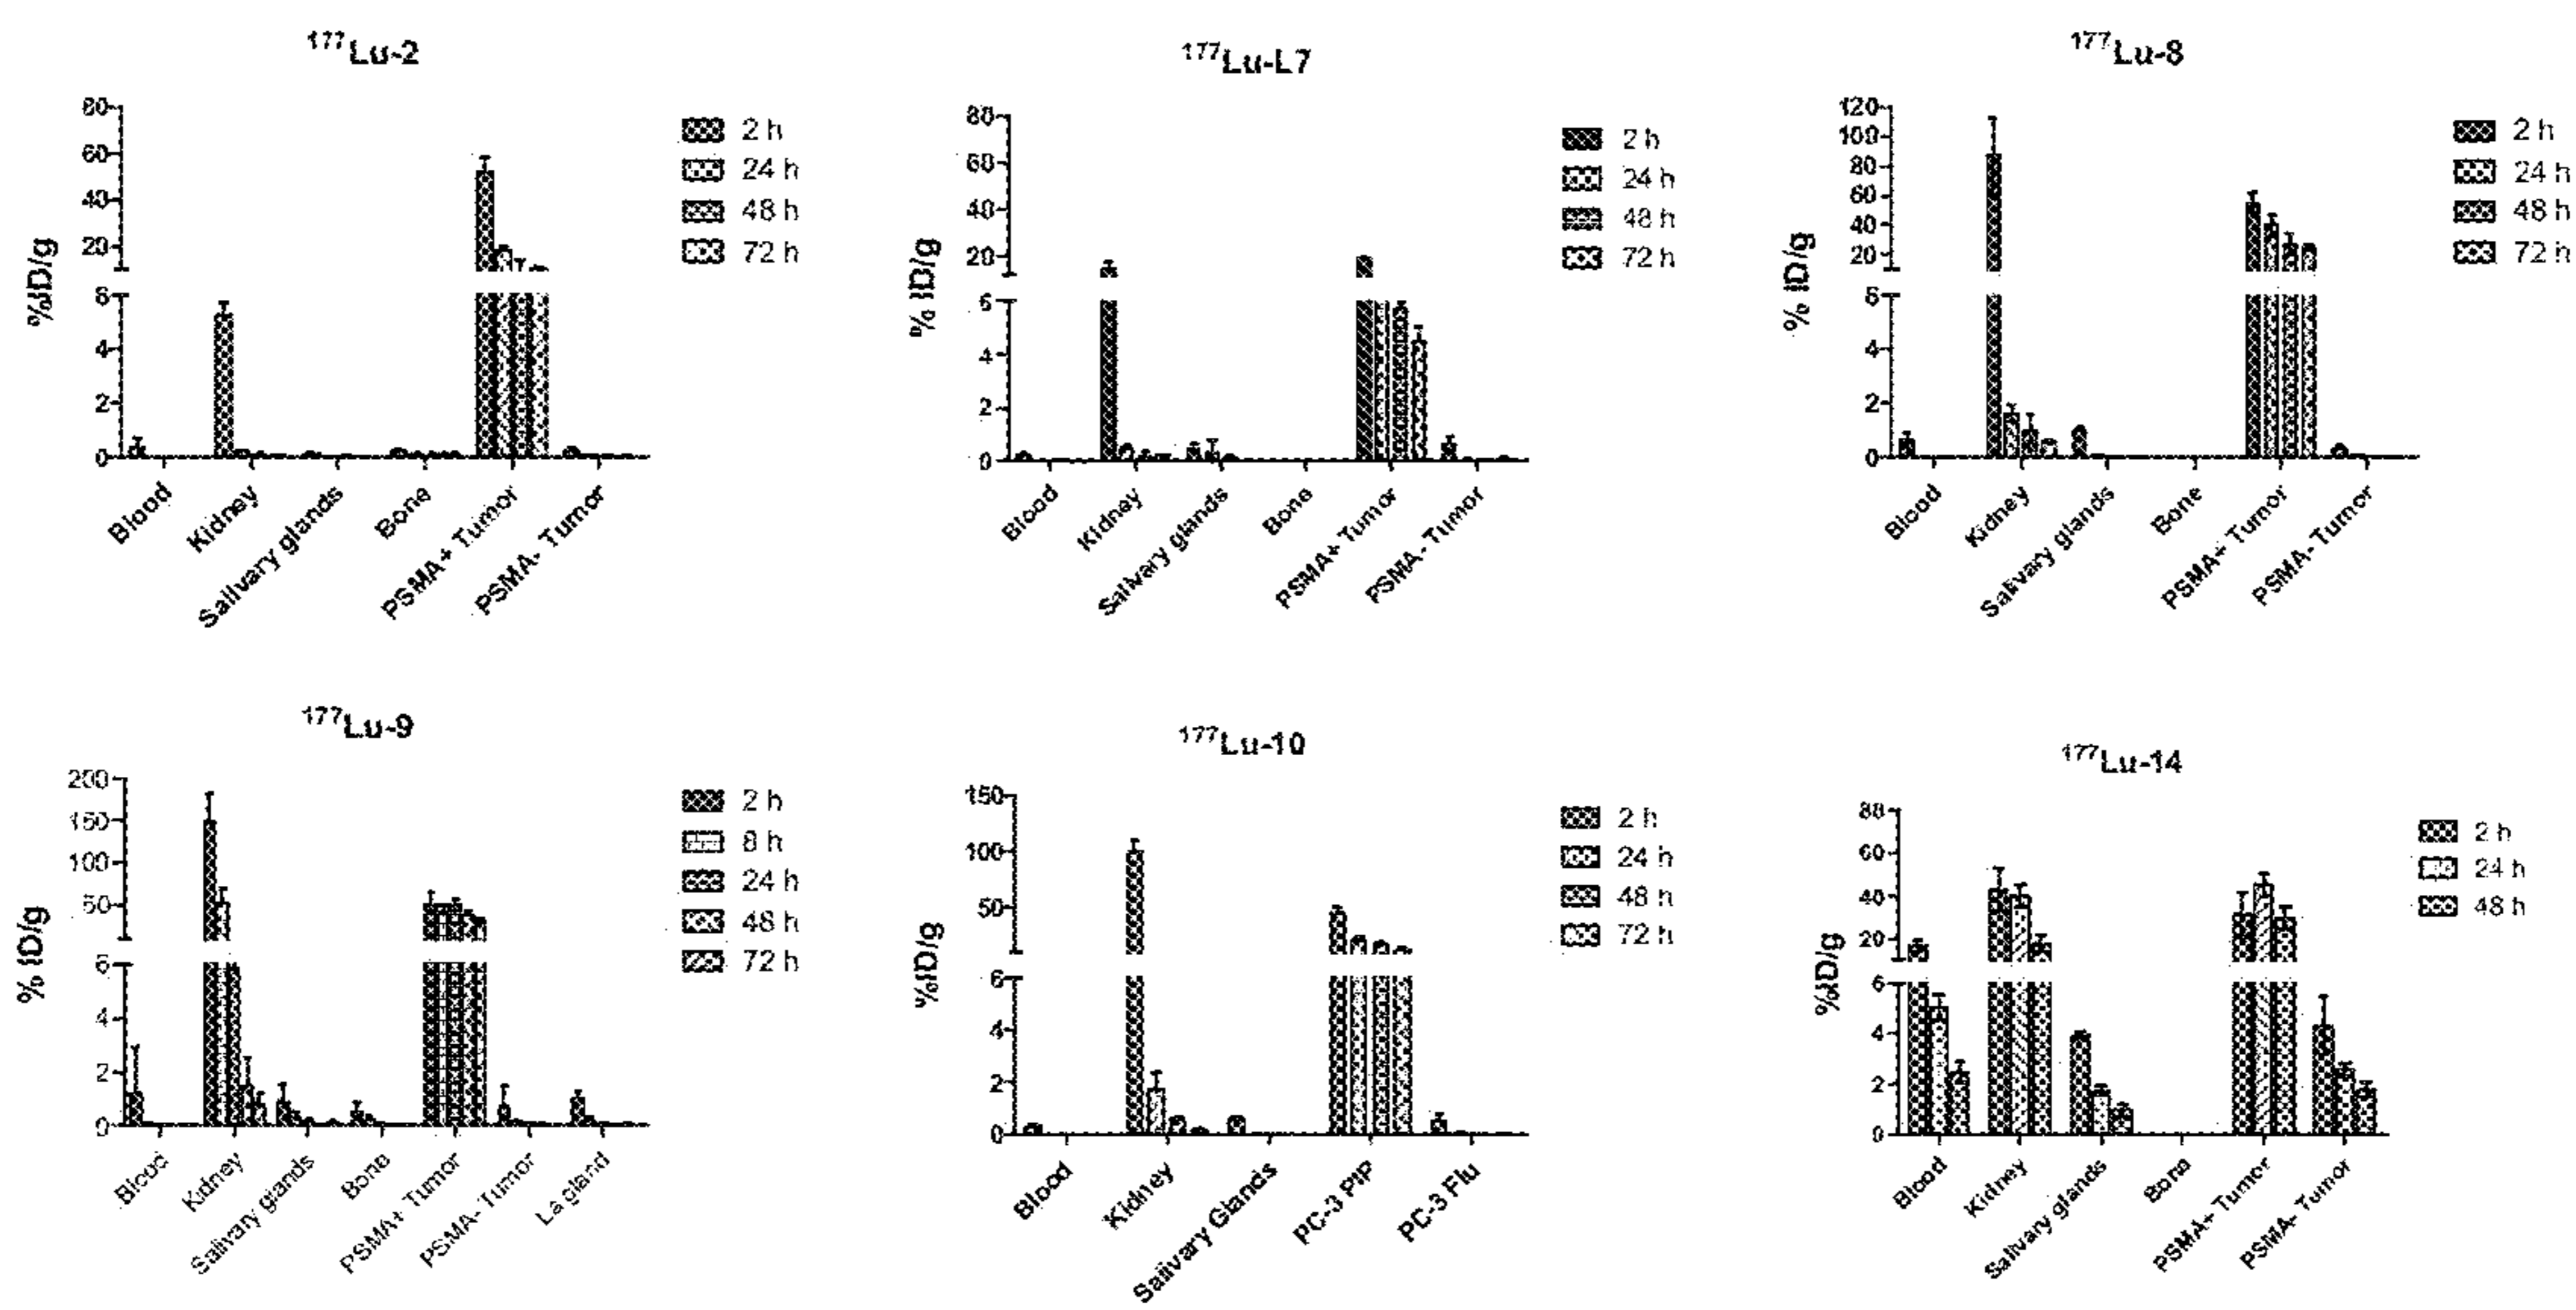 ¹⁷⁷Lu-2
%ID/g
80
60
40
20
6
4
2
0
Blood
Kidney
Salivary glands
Bone
PSMA+ Tumor
PSMA- Tumor
2 h
24 h
48 h
72 h
¹⁷⁷Lu-L7
% ID/g
80
60
40
20
6
4
2
0
Blood
Kidney
Salivary glands
Bone
PSMA+ Tumor
PSMA- Tumor
2 h
24 h
48 h
72 h
¹⁷⁷Lu-8
% ID/g
120
100
80
60
40
20
6
4
2
0
Blood
Kidney
Salivary glands
Bone
PSMA+ Tumor
PSMA- Tumor
2 h
24 h
48 h
72 h
¹⁷⁷Lu-9
% ID/g
200
150
100
50
6
4
2
0
Blood
Kidney
Salivary glands
Bone
PSMA+ Tumor
PSMA- Tumor
La gland
2 h
8 h
24 h
48 h
72 h
¹⁷⁷Lu-10
%ID/g
150
100
50
6
4
2
0
Blood
Kidney
Salivary Glands
PC-3 PIP
PC-3 Flu
2 h
24 h
48 h
72 h
¹⁷⁷Lu-14
%ID/g
80
60
40
20
6
4
2
0
Blood
Kidney
Salivary glands
Bone
PSMA+ Tumor
PSMA- Tumor
2 h
24 h
48 h